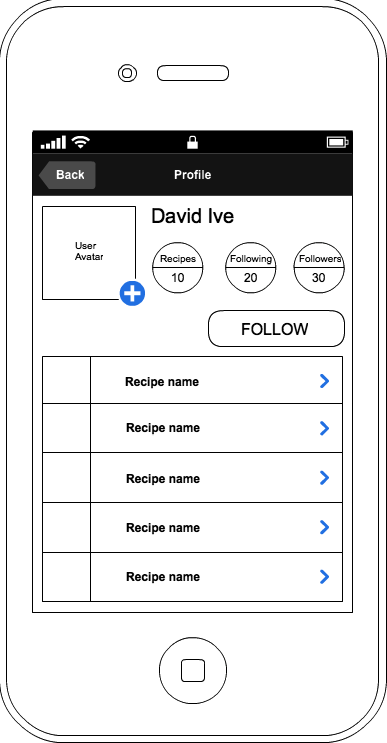 Back
Profile
David Ive
User
Avatar
Recipes
10
Following
20
Followers
30
FOLLOW
Recipe name
Recipe name
Recipe name
Recipe name
Recipe name